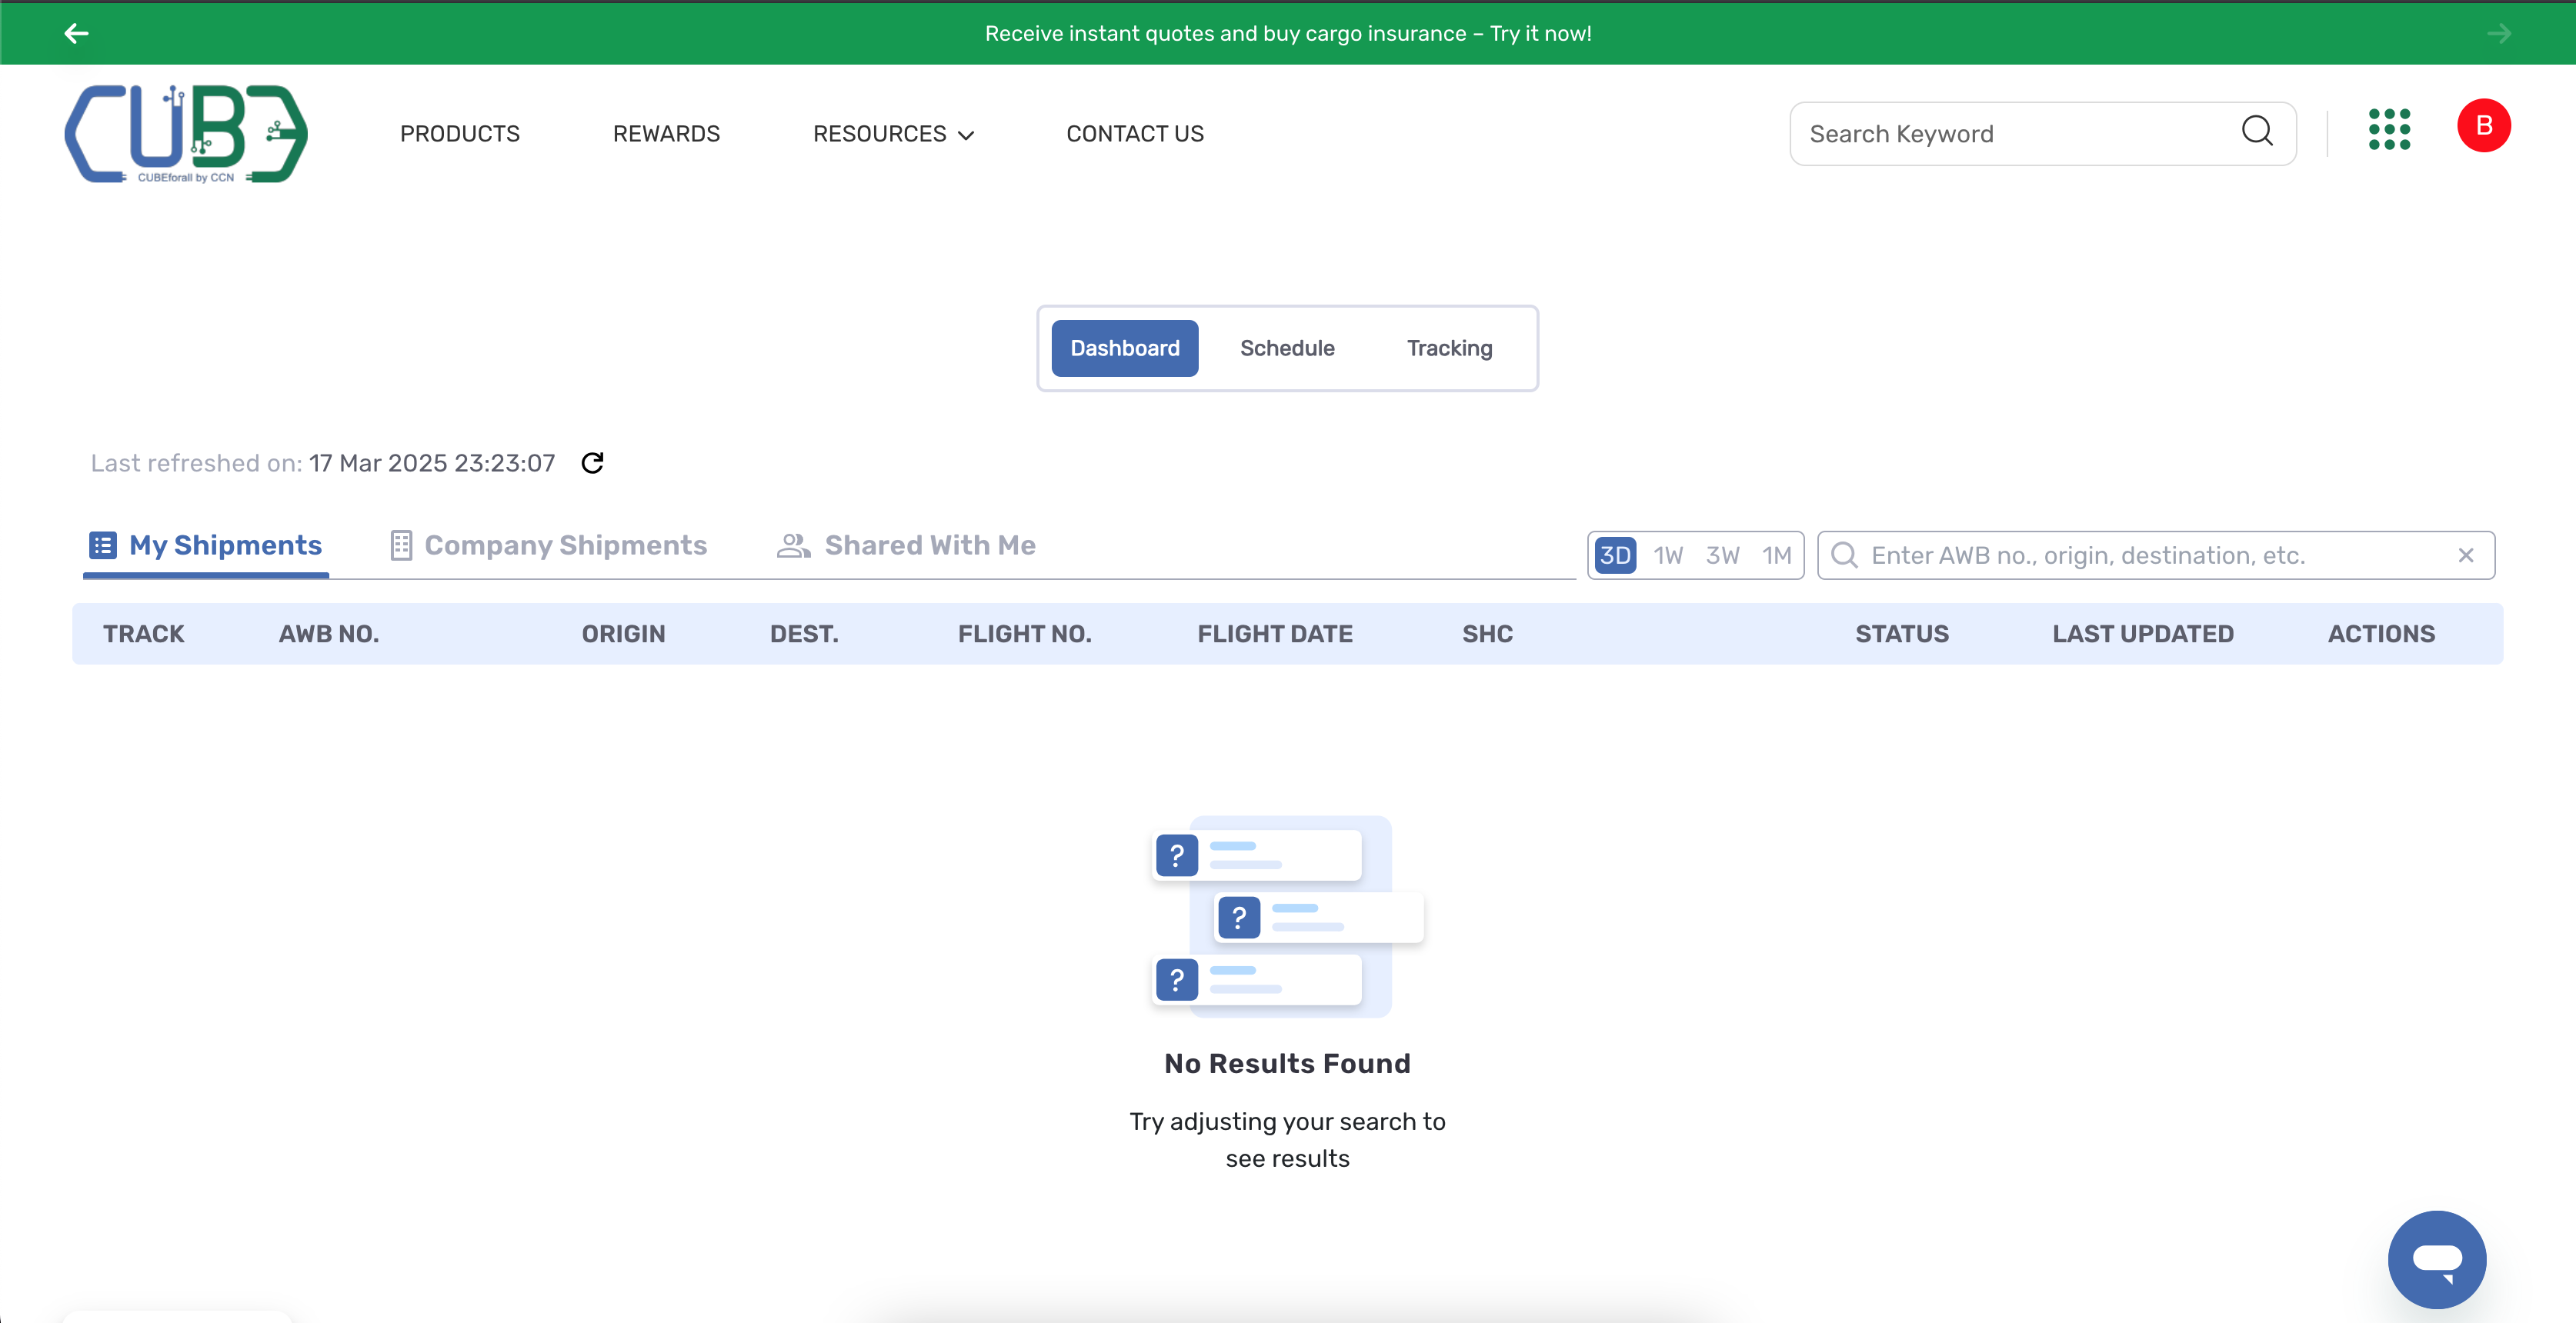 Receive instant quotes and buy cargo insurance – Try it now!
CUBE
CUBEforall by CCN
PRODUCTS
REWARDS
RESOURCES
CONTACT US
Search Keyword
B
Dashboard
Schedule
Tracking
Last refreshed on: 17 Mar 2025 23:23:07
My Shipments
Company Shipments
Shared With Me
3D 1W 3W 1M
Enter AWB no., origin, destination, etc.
TRACK AWB NO. ORIGIN DEST. FLIGHT NO. FLIGHT DATE SHC STATUS LAST UPDATED ACTIONS
?
?
?
No Results Found
Try adjusting your search to
see results